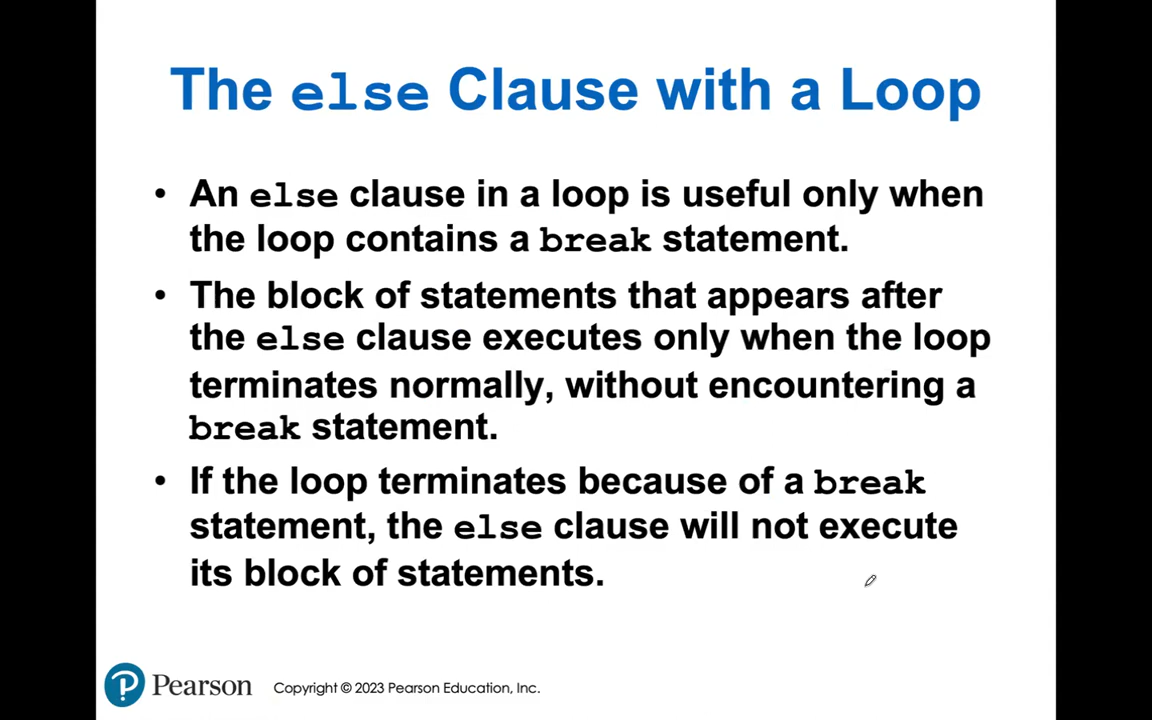 The else Clause with a Loop
• An else clause in a loop is useful only when
the loop contains a break statement.
• The block of statements that appears after
the else clause executes only when the loop
terminates normally, without encountering a
break statement.
• If the loop terminates because of a break
statement, the else clause will not execute
its block of statements.
Pearson Copyright © 2023 Pearson Education, Inc.